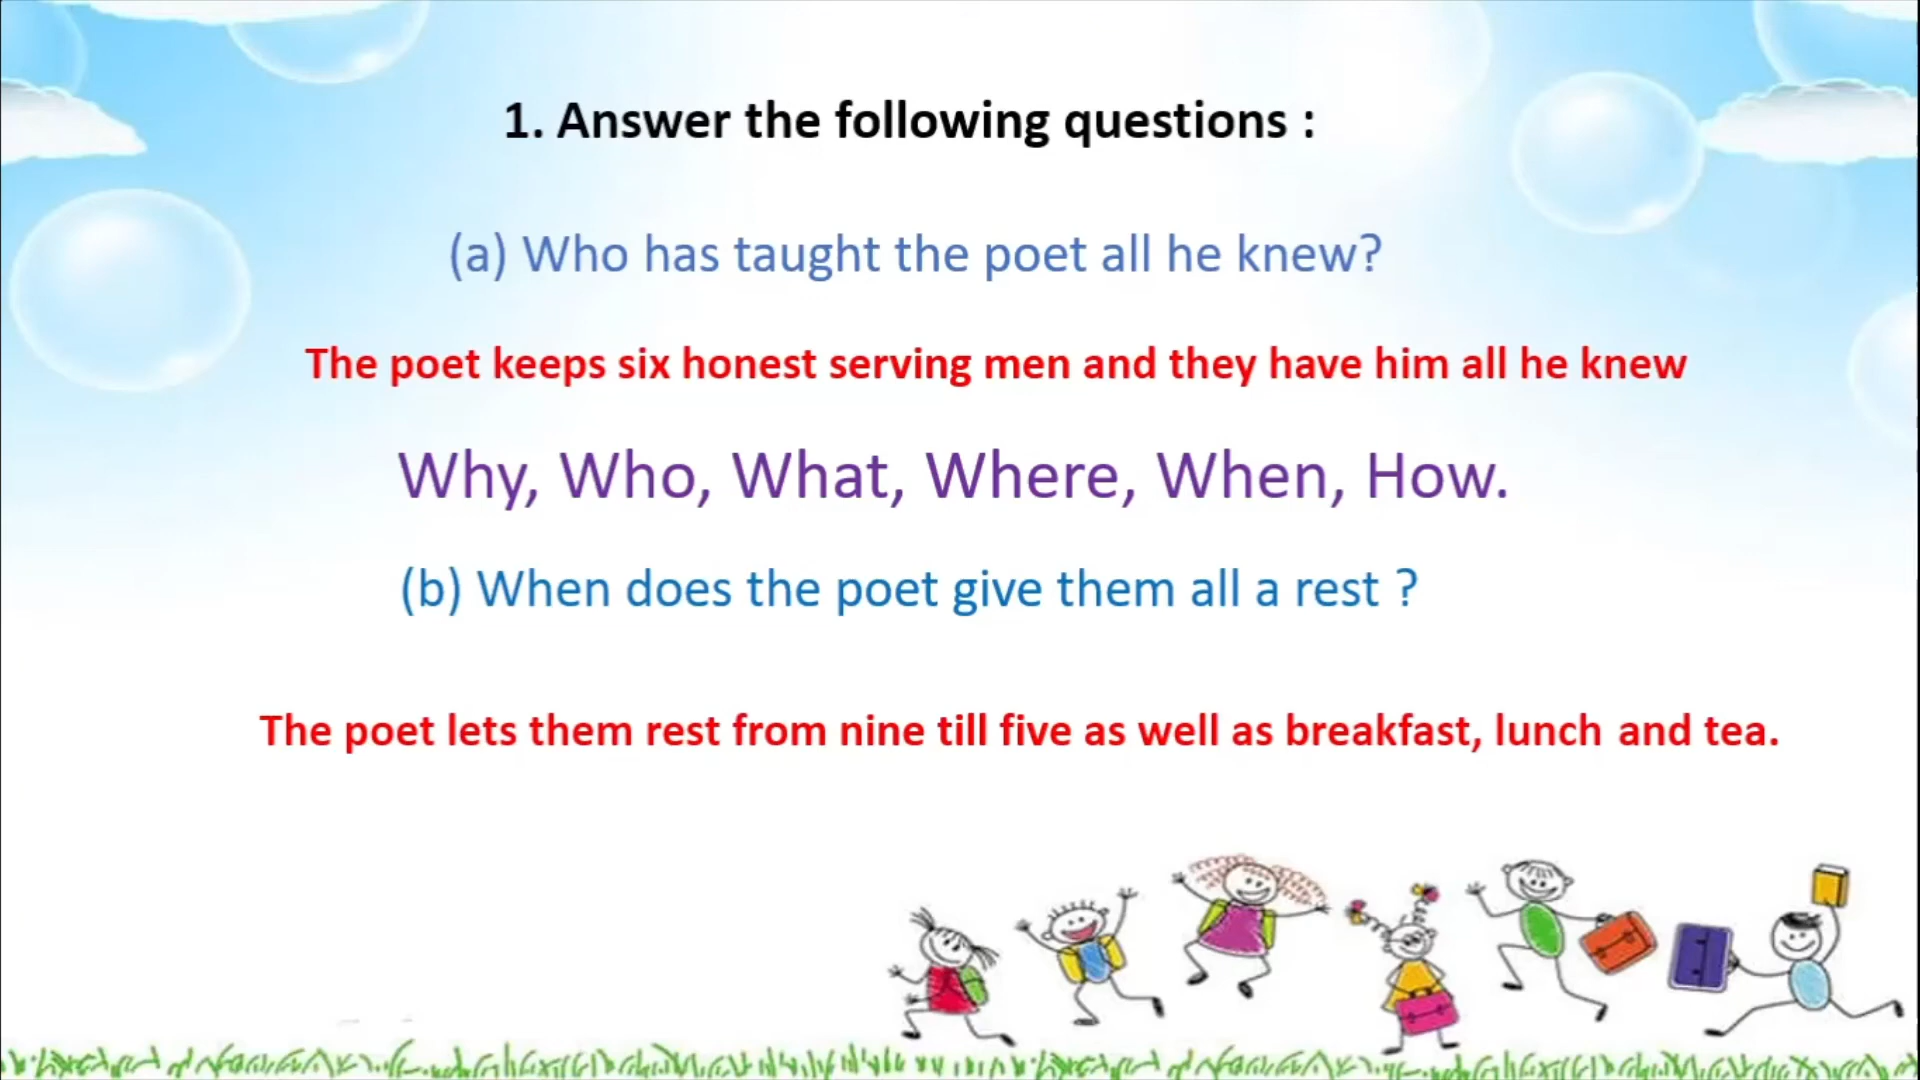 1. Answer the following questions :
(a) Who has taught the poet all he knew?
The poet keeps six honest serving men and they have him all he knew
Why, Who, What, Where, When, How.
(b) When does the poet give them all a rest ?
The poet lets them rest from nine till five as well as breakfast, lunch and tea.